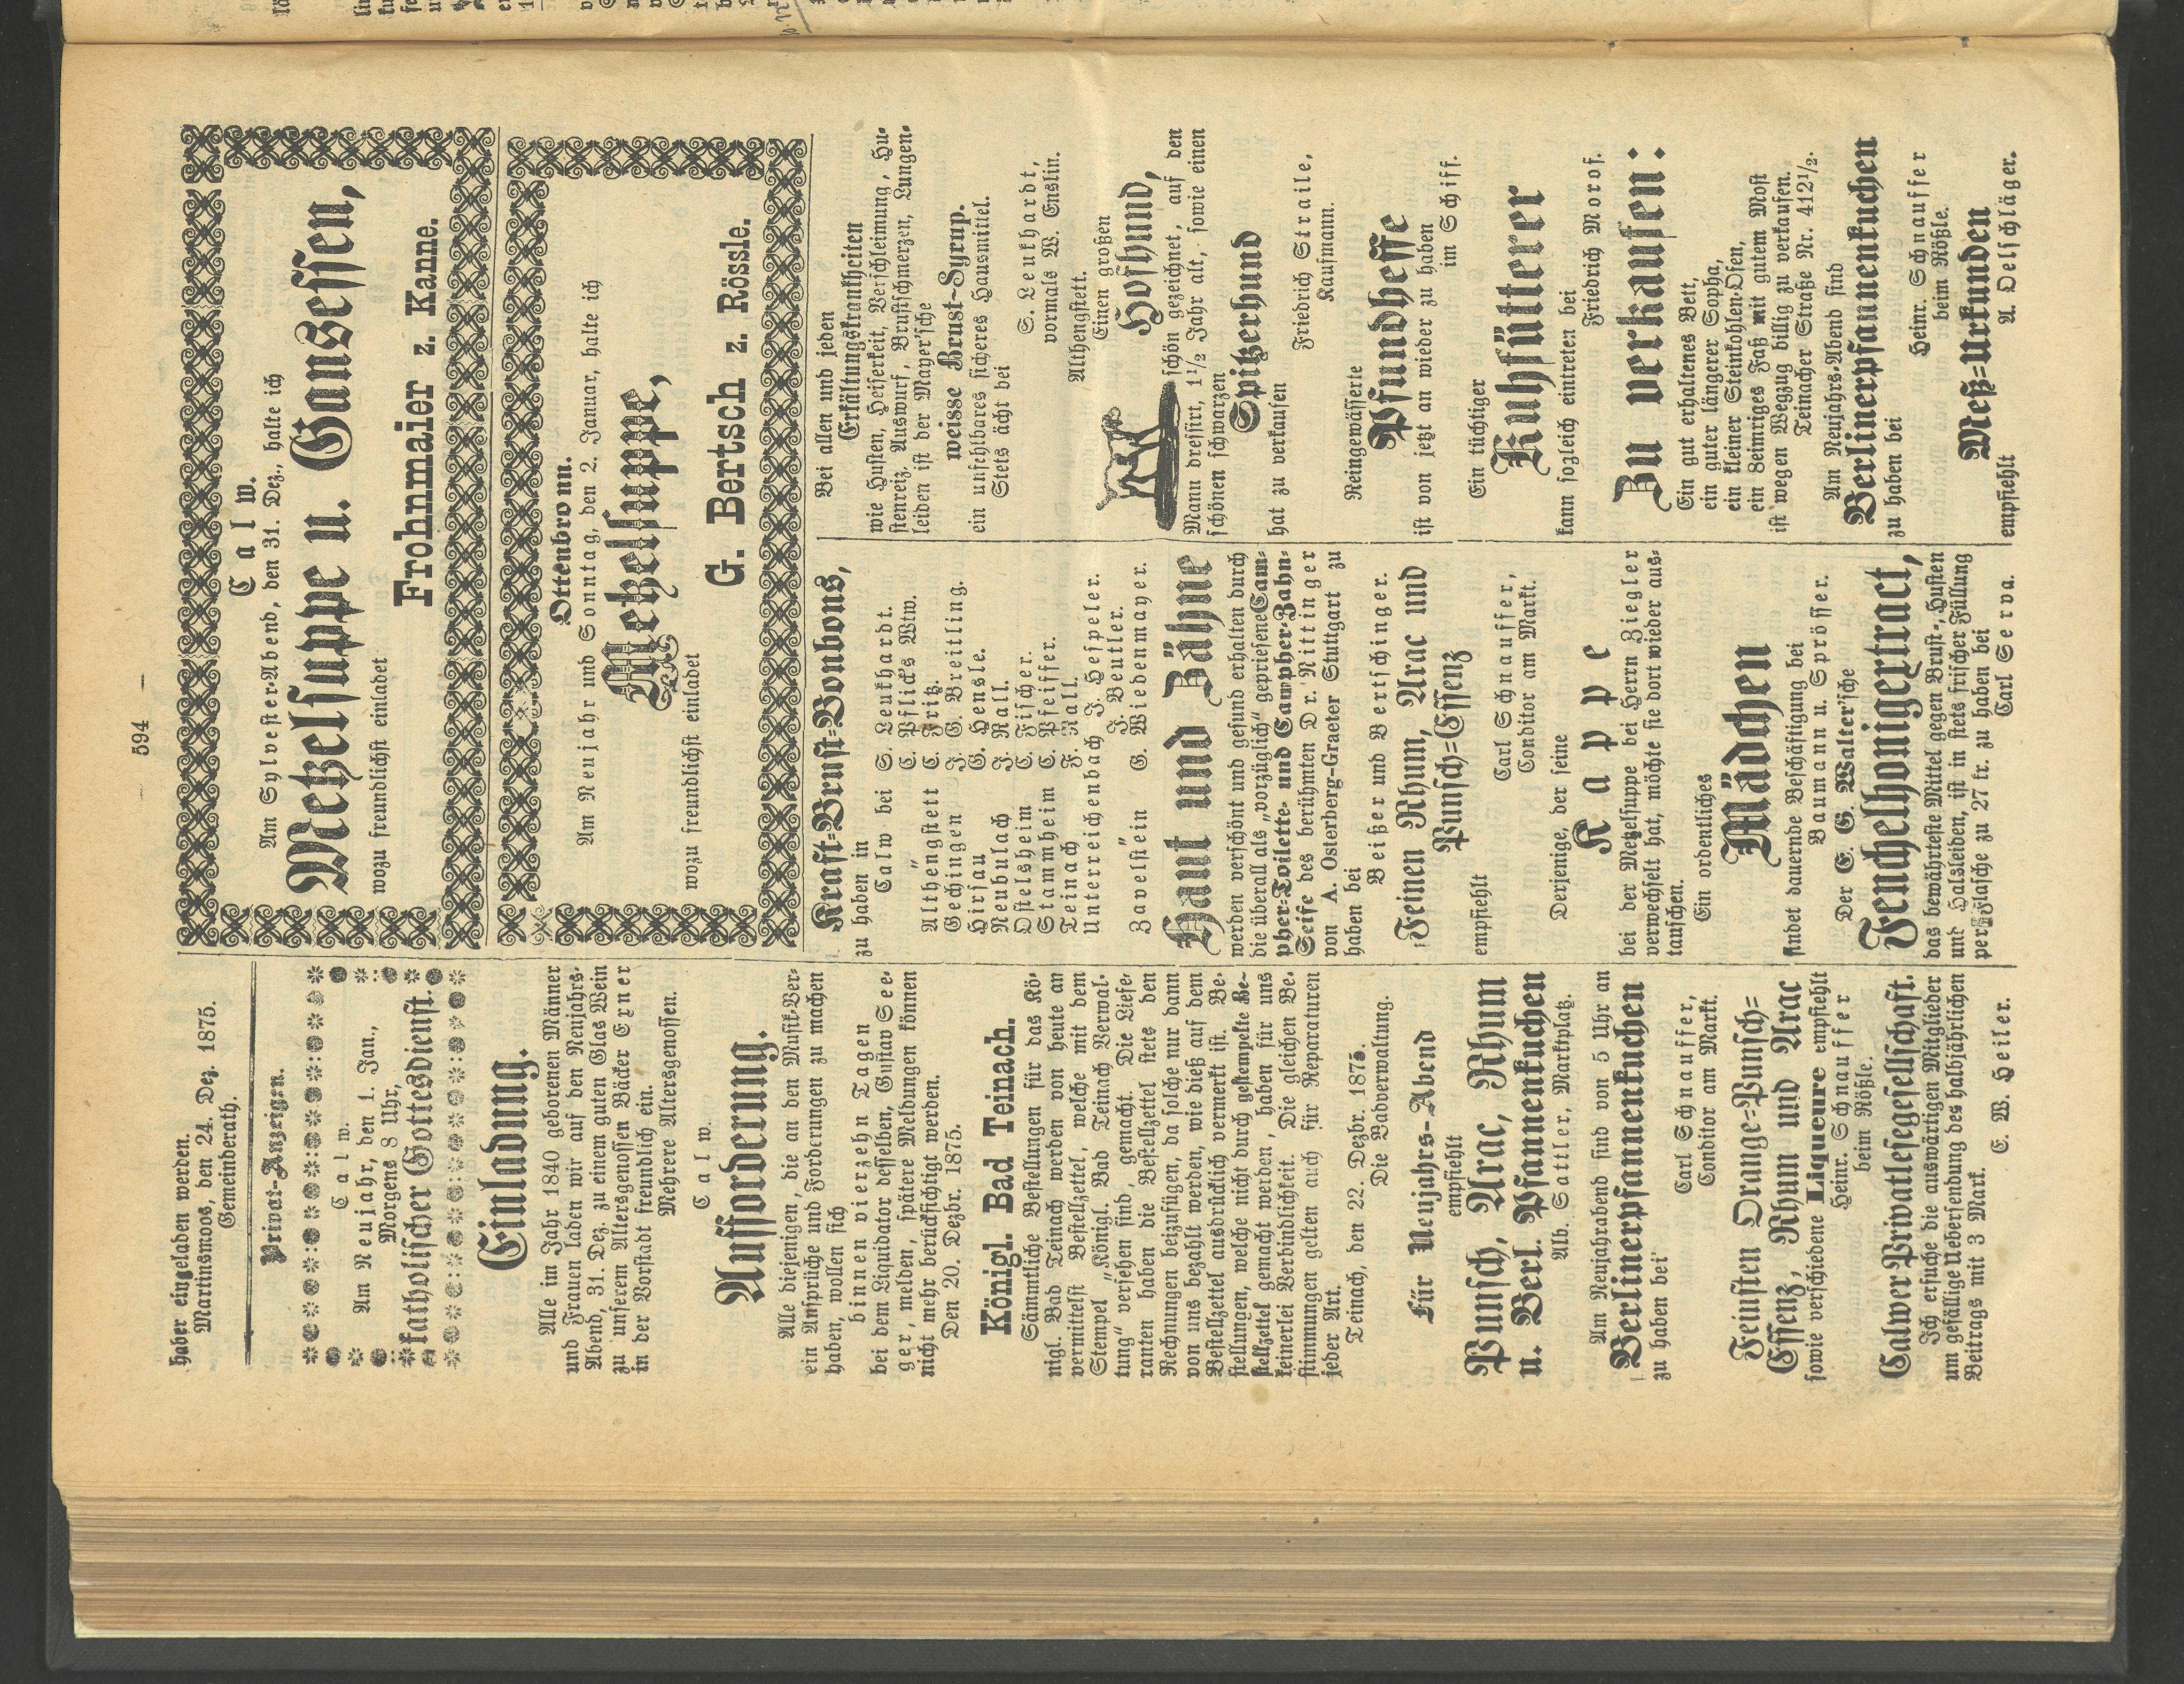 594
haber eingeladen werden.
Martinsmoos, den 24. Dez. 1875.
Gemeinderath.
Privat-Anzeigen.
Calw.
Am Neujahr, den 1. Jan.,
Morgens 8 Uhr,
katholischer Gottesdienst.
Einladung.
Alle im Jahr 1840 geborenen Männer
und Frauen laden wir auf den Neujahrs-
Abend, 31. Dez. zu einem guten Glas Wein
zu unserem Altersgenossen Bäcker Exner
in der Vorstadt freundlich ein.
Mehrere Altersgenossen.
Calw.
Aufforderung.
Alle diejenigen, die an den Musik-Ver-
ein Ansprüche und Forderungen zu machen
haben, wollen sich
binnen vierzehn Tagen
bei dem Liquidator desselben, Gustav See-
ger, melden, spätere Meldungen können
nicht mehr berücksichtigt werden.
Den 20. Dezbr. 1875.
Königl. Bad Teinach.
Sämmtliche Bestellungen für das Kö-
nigl. Bad Teinach werden von heute an
vermittelst Bestellzettel, welche mit dem
Stempel „Königl. Bad Teinach Verwal-
tung“ versehen sind, gemacht. Die Liefe-
ranten haben die Bestellzettel stets den
Rechnungen beizufügen, da solche nur dann
von uns bezahlt werden, wie dieß auf dem
Bestellzettel ausdrücklich vermerkt ist. Be-
stellungen, welche nicht durch gestempelte Be-
stellzettel gemacht werden, haben für uns
keinerlei Verbindlichkeit. Die gleichen Be-
stimmungen gelten auch für Reparaturen
jeder Art.
Teinach, den 22. Dezbr. 1875.
Die Badverwaltung.
Für Neujahrs-Abend
empfiehlt
Punsch, Arac, Rhum
u. Berl. Pfannenkuchen
Alb. Sattler, Marktplatz.
Am Neujahrabend sind von 5 Uhr an
Berlinerpfannenkuchen
zu haben bei
Carl Schnauffer,
Conditor am Markt.
Feinsten Orange-Punsch-
Essenz, Rhum und Arac
sowie verschiedene Liqueure empfiehlt
Heinr. Schnauffer
beim Rößle.
Calwer Privatlesegesellschaft.
Ich ersuche die auswärtigen Mitglieder
um gefällige Uebersendung des halbjährlichen
Beitrags mit 3 Mark.
E. W. Heiler.
Calw.
Am Sylvester-Abend, den 31. Dez., halte ich
Metzelsuppe u. Gansessen,
wozu freundlichst einladet
Frohnmaier z. Kanne.
Ottenbronn.
Am Neujahr und Sonntag, den 2. Januar, halte ich
Metzelsuppe,
wozu freundlichst einladet
G. Bertsch z. Rössle.
Kraft-Brust-Bonbons,
zu haben in
Calw bei S. Leukhardt.
" C. Pflick's Wtw.
Althengstett C. Fritz.
Gechingen J. G. Breitling.
Hirsau G. Hensle.
Neubulach J. Rall.
Ostelsheim C. Fischer.
Stammheim C. Pfeiffer.
Teinach F. Rall.
Unterreichenbach J. Hespeler.
J. Beutler.
Zavelstein G. Wiedenmayer.
Haut und Zähne
werden verschönt und gesund erhalten durch
die überall als „vorzüglich“ gepriesene Cam-
pher-Toilette- und Campher-Zahn-
Seife des berühmten Dr. Nittinger
von A. Osterberg-Graeter Stuttgart zu
haben bei
Beißer und Bertschinger.
Feinen Rhum, Arac und
Punsch-Essenz
empfiehlt
Carl Schnauffer,
Conditor am Markt.
Derjenige, der seine
Kappe
bei der Metzelsuppe bei Herrn Ziegler
verwechselt hat, möchte sie dort wieder aus-
tauschen.
Ein ordentliches
Mädchen
findet dauernde Beschäftigung bei
Baumann u. Sprösser.
Der E. G. Walter'sche
Fenchelhonigextract,
das bewährteste Mittel gegen Brust-, Husten
und Halsleiden, ist in stets frischer Füllung
per Flasche zu 27 kr. zu haben bei
Carl Serva.
Bei allen und jeden
Erkältungskrankheiten
wie Husten, Heiserkeit, Verschleimung, Hu-
stenreiz, Auswurf, Brustschmerzen, Lungen-
leiden ist der Mayer'sche
weisse Brust-Syrup.
ein unfehlbares sicheres Hausmittel.
Stets ächt bei
S. Leukhardt,
vormals W. Enslin.
Althengstett.
Einen großen
Hofhund,
schön gezeichnet, auf den
Mann dressirt, 1 1/2 Jahr alt, sowie einen
schönen schwarzen
Spitzerhund
hat zu verkaufen
Friedrich Straile,
Kaufmann.
Reingewässerte
Pfundheffe
ist von jetzt an wieder zu haben
im Schiff.
Ein tüchtiger
Kuhfütterer
kann sogleich eintreten bei
Friedrich Morof.
Zu verkaufen:
Ein gut erhaltenes Bett,
ein guter längerer Sopha,
ein kleiner Steinkohlen-Ofen,
ein 8eimriges Faß mit gutem Most
ist wegen Wegzug billig zu verkaufen.
Teinacher Straße Nr. 412 1/2.
Am Neujahrs-Abend sind
Berlinerpfannenkuchen
zu haben bei
Heinr. Schnauffer
beim Rößle.
Meß-Urkunden
empfiehlt A. Oelschläger.